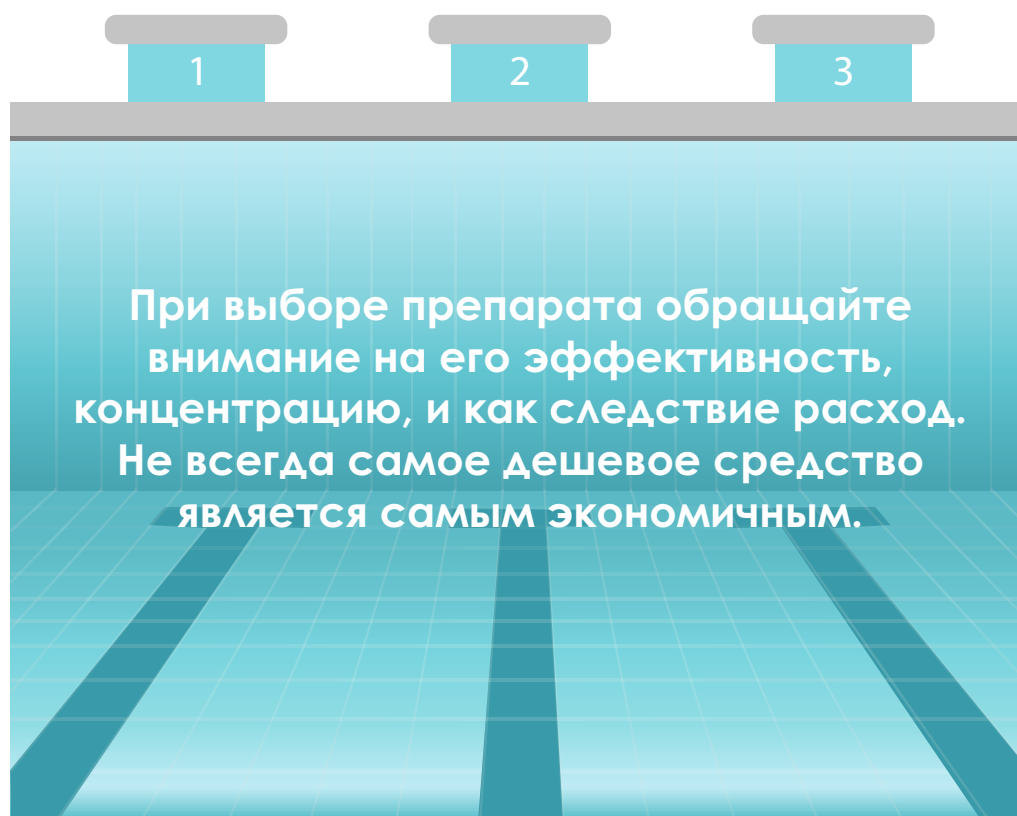 1 2 3
При выборе препарата обращайте
внимание на его эффективность,
концентрацию, и как следствие расход.
Не всегда самое дешевое средство
является самым экономичным.